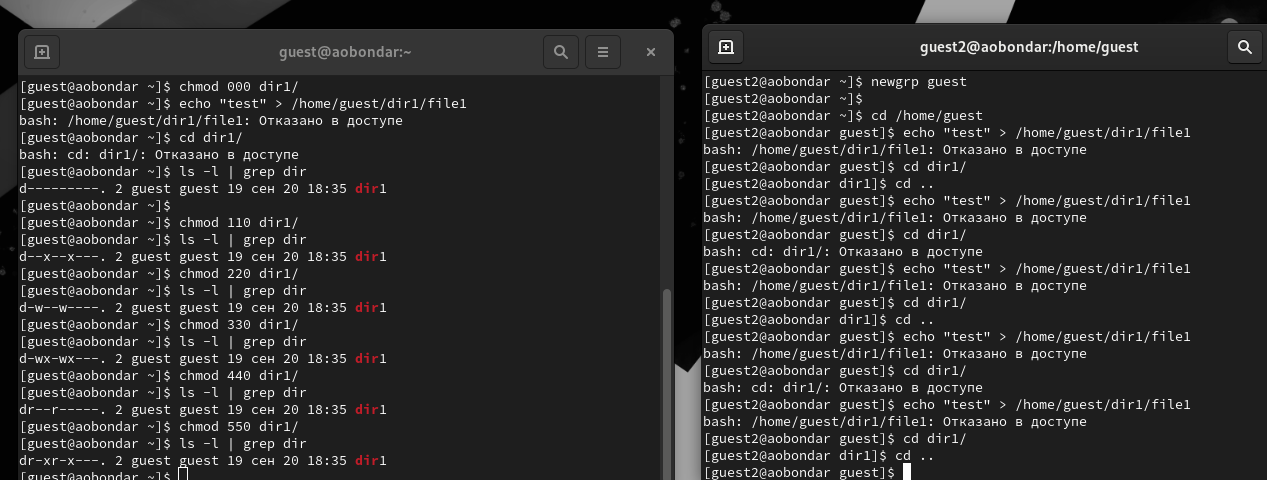 guest@aobondar:~
[guest@aobondar ~]$ chmod 000 dir1/
[guest@aobondar ~]$ echo "test" > /home/guest/dir1/file1
bash: /home/guest/dir1/file1: Отказано в доступе
[guest@aobondar ~]$ cd dir1/
bash: cd: dir1/: Отказано в доступе
[guest@aobondar ~]$ ls -l | grep dir
d---------. 2 guest guest 19 сен 20 18:35 dir1
[guest@aobondar ~]$
[guest@aobondar ~]$ chmod 110 dir1/
[guest@aobondar ~]$ ls -l | grep dir
d--x--x---. 2 guest guest 19 сен 20 18:35 dir1
[guest@aobondar ~]$ chmod 220 dir1/
[guest@aobondar ~]$ ls -l | grep dir
d-w--w----. 2 guest guest 19 сен 20 18:35 dir1
[guest@aobondar ~]$ chmod 330 dir1/
[guest@aobondar ~]$ ls -l | grep dir
d-wx-wx---. 2 guest guest 19 сен 20 18:35 dir1
[guest@aobondar ~]$ chmod 440 dir1/
[guest@aobondar ~]$ ls -l | grep dir
dr--r-----. 2 guest guest 19 сен 20 18:35 dir1
[guest@aobondar ~]$ chmod 550 dir1/
[guest@aobondar ~]$ ls -l | grep dir
dr-xr-x---. 2 guest guest 19 сен 20 18:35 dir1
[guest@aobondar ~]$
guest2@aobondar:/home/guest
[guest2@aobondar ~]$ newgrp guest
[guest2@aobondar ~]$
[guest2@aobondar ~]$ cd /home/guest
[guest2@aobondar guest]$ echo "test" > /home/guest/dir1/file1
bash: /home/guest/dir1/file1: Отказано в доступе
[guest2@aobondar guest]$ cd dir1/
[guest2@aobondar dir1]$ cd ..
[guest2@aobondar guest]$ echo "test" > /home/guest/dir1/file1
bash: /home/guest/dir1/file1: Отказано в доступе
[guest2@aobondar guest]$ cd dir1/
bash: cd: dir1/: Отказано в доступе
[guest2@aobondar guest]$ echo "test" > /home/guest/dir1/file1
bash: /home/guest/dir1/file1: Отказано в доступе
[guest2@aobondar guest]$ cd dir1/
[guest2@aobondar dir1]$ cd ..
[guest2@aobondar guest]$ echo "test" > /home/guest/dir1/file1
bash: /home/guest/dir1/file1: Отказано в доступе
[guest2@aobondar guest]$ cd dir1/
bash: cd: dir1/: Отказано в доступе
[guest2@aobondar guest]$ echo "test" > /home/guest/dir1/file1
bash: /home/guest/dir1/file1: Отказано в доступе
[guest2@aobondar guest]$ cd dir1/
[guest2@aobondar dir1]$ cd ..
[guest2@aobondar guest]$